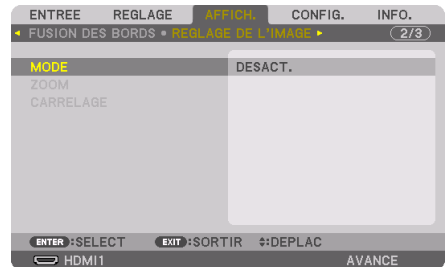 ENTREE REGLAGE AFFICH. CONFIG. INFO.
FUSION DES BORDS • REGLAGE DE L'IMAGE 2/3
MODE DESACT.
ZOOM
CARRELAGE
ENTER :SELECT EXIT :SORTIR :DEPLAC
HDMI1 AVANCE